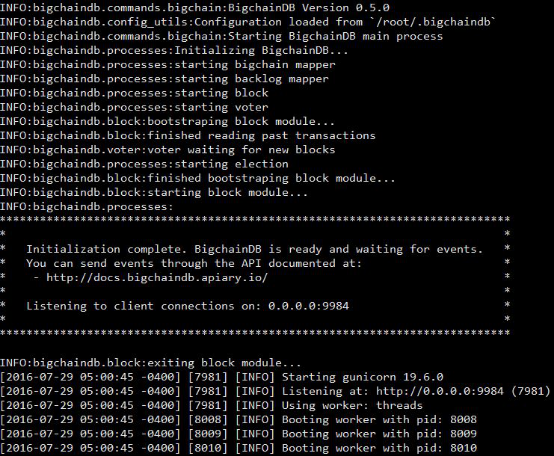 INFO:bigchaindb.commands.bigchain:BigchainDB Version 0.5.0
INFO:bigchaindb.config_utils:Configuration loaded from `/root/.bigchaindb`
INFO:bigchaindb.commands.bigchain:Starting BigchainDB main process
INFO:bigchaindb.processes:Initializing BigchainDB...
INFO:bigchaindb.processes:starting bigchain mapper
INFO:bigchaindb.processes:starting backlog mapper
INFO:bigchaindb.processes:starting block
INFO:bigchaindb.processes:starting voter
INFO:bigchaindb.block:bootstraping block module...
INFO:bigchaindb.block:finished reading past transactions
INFO:bigchaindb.voter:voter waiting for new blocks
INFO:bigchaindb.processes:starting election
INFO:bigchaindb.block:finished bootstraping block module...
INFO:bigchaindb.block:starting block module...
INFO:bigchaindb.processes:
****************************************************************************
*                                                                          *
*   Initialization complete. BigchainDB is ready and waiting for events.   *
*   You can send events through the API documented at:                     *
*    - http://docs.bigchaindb.apiary.io/                                   *
*                                                                          *
*   Listening to client connections on: 0.0.0.0:9984                       *
*                                                                          *
****************************************************************************
INFO:bigchaindb.block:exiting block module...
[2016-07-29 05:00:45 -0400] [7981] [INFO] Starting gunicorn 19.6.0
[2016-07-29 05:00:45 -0400] [7981] [INFO] Listening at: http://0.0.0.0:9984 (7981)
[2016-07-29 05:00:45 -0400] [7981] [INFO] Using worker: threads
[2016-07-29 05:00:45 -0400] [8008] [INFO] Booting worker with pid: 8008
[2016-07-29 05:00:45 -0400] [8009] [INFO] Booting worker with pid: 8009
[2016-07-29 05:00:45 -0400] [8010] [INFO] Booting worker with pid: 8010